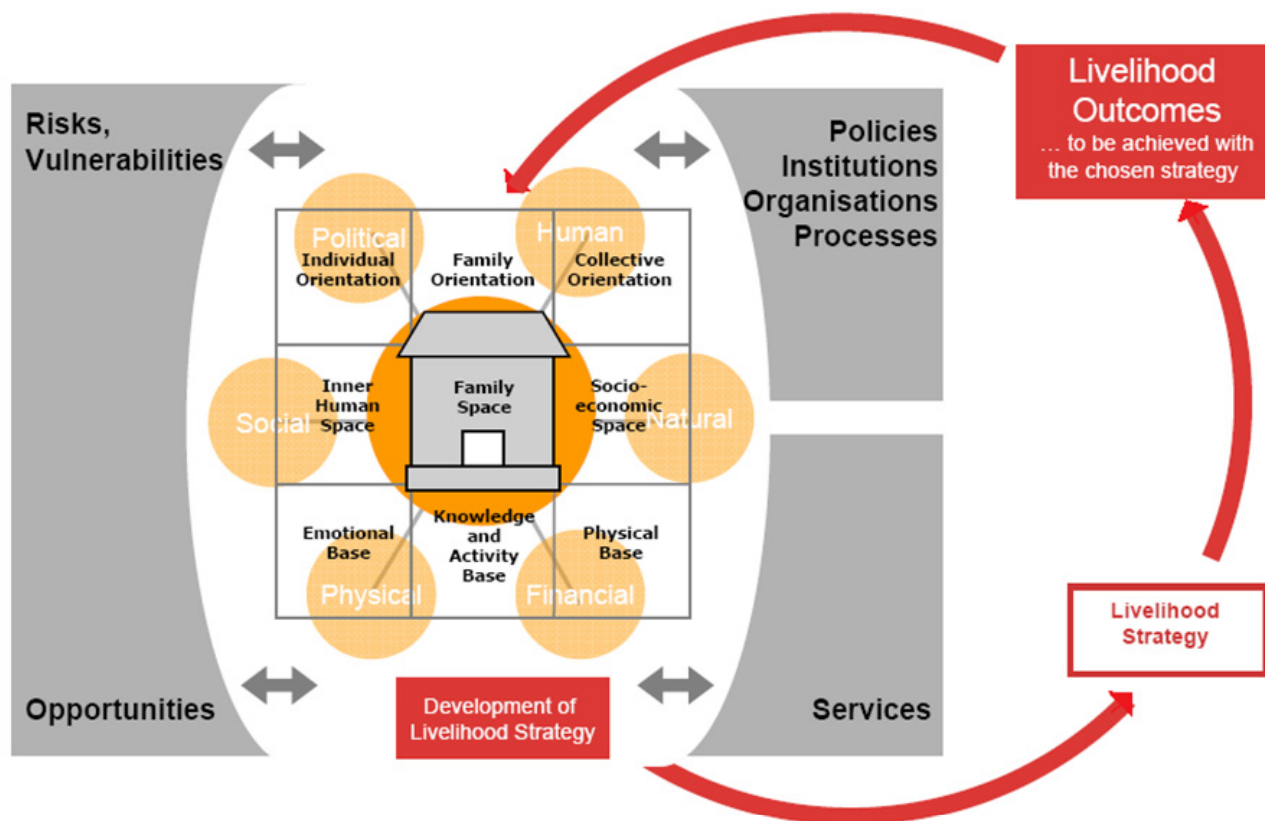 Risks,
Vulnerabilities
Policies
Institutions
Organisations
Processes
Livelihood
Outcomes
... to be achieved with
the chosen strategy
Political
Human
Individual
Orientation
Family
Orientation
Collective
Orientation
Social
Inner
Human
Space
Family
Space
Socio-
economic
Space
Natural
Emotional
Base
Knowledge
and
Activity
Base
Physical
Base
Physical
Financial
Livelihood
Strategy
Opportunities
Development of
Livelihood Strategy
Services